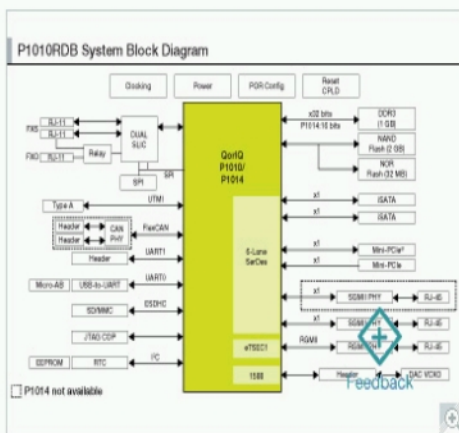 P1010RDB System Block Diagram
Clocking
Power
POR Config
Reset
CPLD
FXS
RJ-11
RJ-11
FXO
RJ-11
Relay
DUAL
SLIC
SPI
SPI
Type A
UTMI
Header
Header
CAN
PHY
FlexCAN
Header
UART1
Micro-AB
USB-to-UART
UART0
SD/MMC
ESDHC
JTAG COP
EEPROM
RTC
I²C
QorIQ
P1010/
P1014
6-Lane
SerDes
eTSEC1
1588
x32 bits
P1014:16 bits
DDR3
(1 GB)
NAND
Flash (2 GB)
NOR
Flash (32 MB)
x1
iSATA
x1
iSATA
x1
Mini-PCIe*
x1
Mini-PCIe
x1
SGMII PHY
RJ-45
x1
RJ-45
RGMII
RJ-45
Header
DAC VCXO
Feedback
P1014 not available